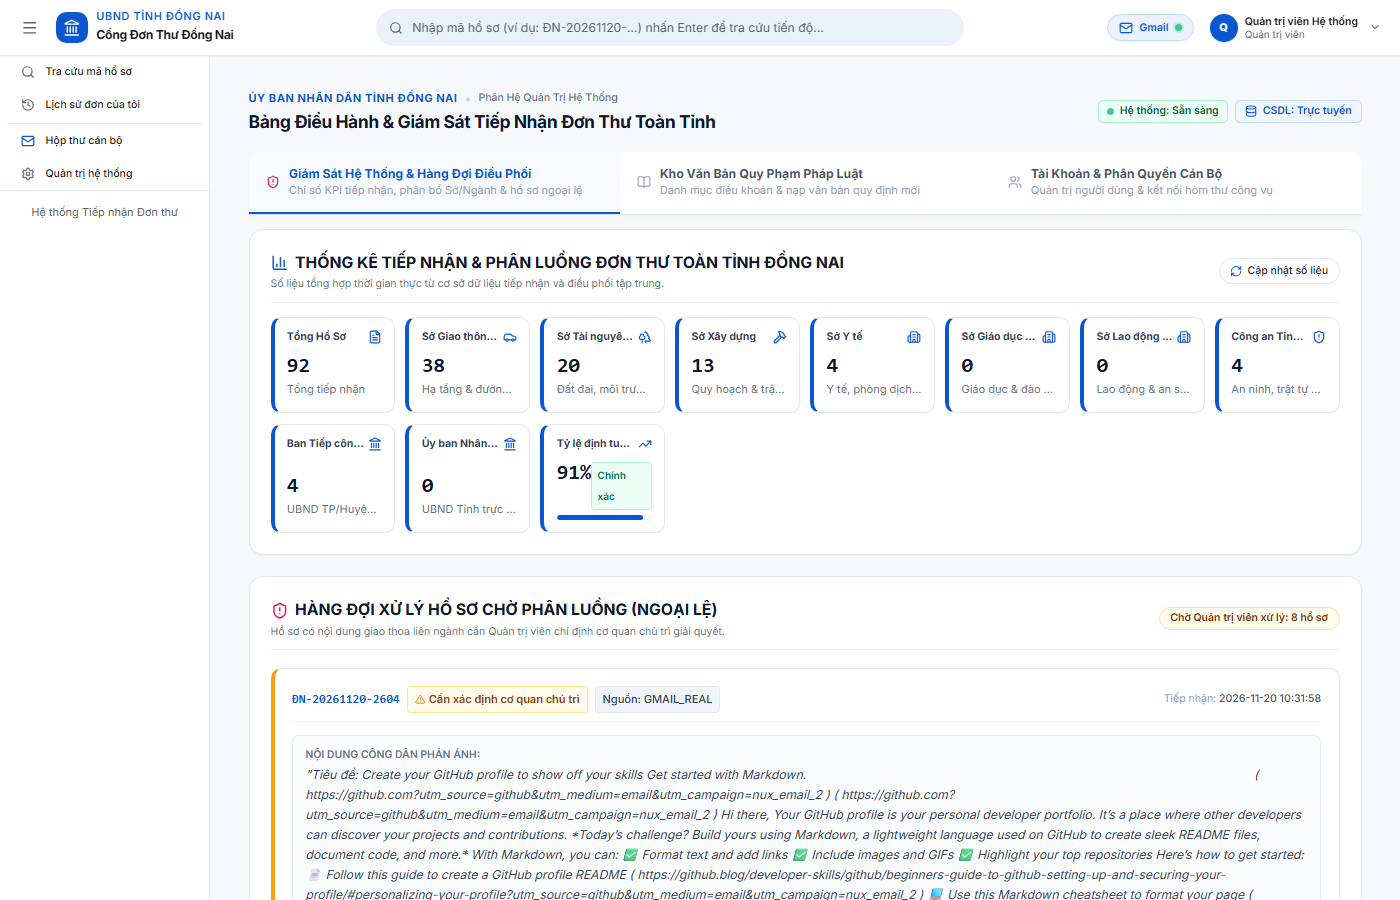 UBND TỈNH ĐỒNG NAI
Cổng Đơn Thư Đồng Nai
Nhập mã hồ sơ (ví dụ: ĐN-20261120-...) nhấn Enter để tra cứu tiến độ...
Gmail
Q
Quản trị viên Hệ thống
Quản trị viên
Tra cứu mã hồ sơ
Lịch sử đơn của tôi
Hộp thư cán bộ
Quản trị hệ thống
Hệ thống Tiếp nhận Đơn thư
ỦY BAN NHÂN DÂN TỈNH ĐỒNG NAI
Phân Hệ Quản Trị Hệ Thống
Bảng Điều Hành & Giám Sát Tiếp Nhận Đơn Thư Toàn Tỉnh
Hệ thống: Sẵn sàng
CSDL: Trực tuyến
Giám Sát Hệ Thống & Hàng Đợi Điều Phối
Chỉ số KPI tiếp nhận, phân bổ Sở/Ngành & hồ sơ ngoại lệ
Kho Văn Bản Quy Phạm Pháp Luật
Danh mục điều khoản & nạp văn bản quy định mới
Tài Khoản & Phân Quyền Cán Bộ
Quản trị người dùng & kết nối hòm thư công vụ
THỐNG KÊ TIẾP NHẬN & PHÂN LUỒNG ĐƠN THƯ TOÀN TỈNH ĐỒNG NAI
Số liệu tổng hợp thời gian thực từ cơ sở dữ liệu tiếp nhận và điều phối tập trung.
Cập nhật số liệu
Tổng Hồ Sơ
92
Tổng tiếp nhận
Sở Giao thôn...
38
Hạ tầng & đườn...
Sở Tài nguyê...
20
Đất đai, môi trư...
Sở Xây dựng
13
Quy hoạch & trậ...
Sở Y tế
4
Y tế, phòng dịch...
Sở Giáo dục ...
0
Giáo dục & đào ...
Sở Lao động ...
0
Lao động & an s...
Công an Tỉn...
4
An ninh, trật tự ...
Ban Tiếp côn...
4
UBND TP/Huyệ...
Ủy ban Nhân...
0
UBND Tỉnh trực ...
Tỷ lệ định tu...
91%
Chính
xác
HÀNG ĐỢI XỬ LÝ HỒ SƠ CHỜ PHÂN LUỒNG (NGOẠI LỆ)
Hồ sơ có nội dung giao thoa liên ngành cần Quản trị viên chỉ định cơ quan chủ trì giải quyết.
Chờ Quản trị viên xử lý: 8 hồ sơ
ĐN-20261120-2604
Cần xác định cơ quan chủ trì
Nguồn: GMAIL_REAL
Tiếp nhận: 2026-11-20 10:31:58
NỘI DUNG CÔNG DÂN PHẢN ÁNH:
"Tiêu đề: Create your GitHub profile to show off your skills Get started with Markdown. (
https://github.com?utm_source=github&utm_medium=email&utm_campaign=nux_email_2 ) ( https://github.com?
utm_source=github&utm_medium=email&utm_campaign=nux_email_2 ) Hi there, Your GitHub profile is your personal developer portfolio. It's a place where other developers
can discover your projects and contributions. *Today's challenge? Build yours using Markdown, a lightweight language used on GitHub to create sleek README files,
document code, and more.* With Markdown, you can: ✅ Format text and add links ✅ Include images and GIFs ✅ Highlight your top repositories Here's how to get started:
Follow this guide to create a GitHub profile README ( https://github.blog/developer-skills/github/beginners-guide-to-github-setting-up-and-securing-your-
profile/#personalizing-your-profile?utm_source=github&utm_medium=email&utm_campaign=nux_email_2 ) Use this Markdown cheatsheet to format your page (